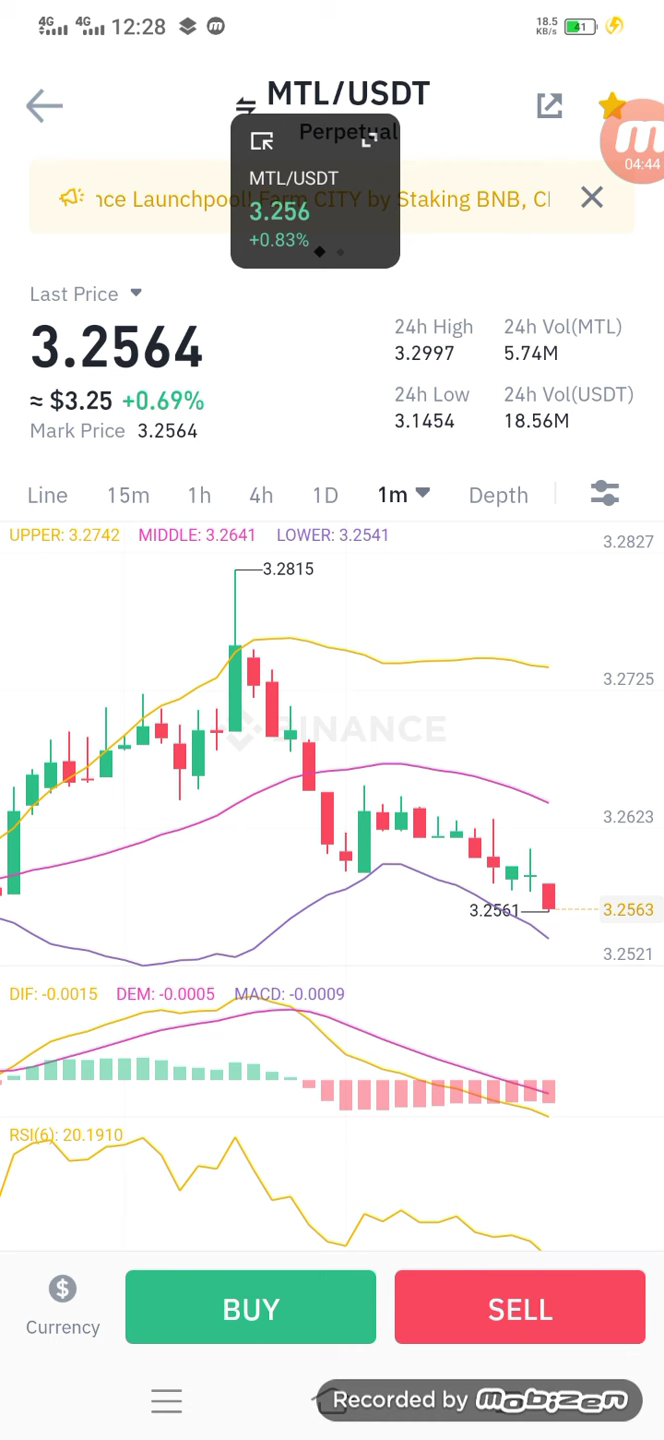 4G 4G 12:28 18.5 KB/s 41
MTL/USDT
Perpetual
04:44
MTL/USDT
3.256
+0.83%
nce Launchpool! Farm CITY by Staking BNB,
Last Price
3.2564
≈ $3.25 +0.69%
Mark Price 3.2564
24h High 24h Vol(MTL)
3.2997 5.74M
24h Low 24h Vol(USDT)
3.1454 18.56M
Line 15m 1h 4h 1D 1m Depth
UPPER: 3.2742 MIDDLE: 3.2641 LOWER: 3.2541
3.2827
3.2815
3.2725
BINANCE
3.2623
3.2561
3.2563
3.2521
DIF: -0.0015 DEM: -0.0005 MACD: -0.0009
RSI(6): 20.1910
$
Currency
BUY
SELL
Recorded by mobizen